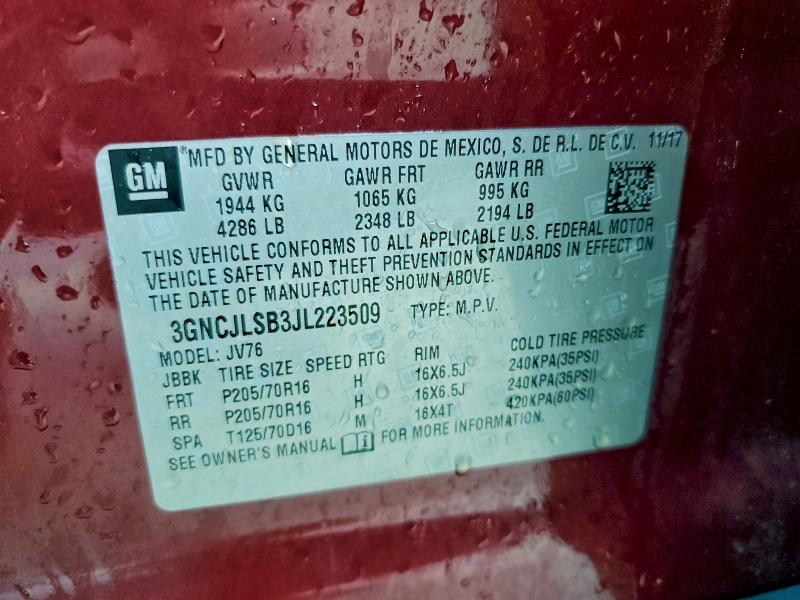 GM ®MFD BY GENERAL MOTORS DE MEXICO, S. DE R.L. DE C.V. 11/17
GVWR GAWR FRT GAWR RR
1944 KG 1065 KG 995 KG
4286 LB 2348 LB 2194 LB
THIS VEHICLE CONFORMS TO ALL APPLICABLE U.S. FEDERAL MOTOR
VEHICLE SAFETY AND THEFT PREVENTION STANDARDS IN EFFECT ON
THE DATE OF MANUFACTURE SHOWN ABOVE.
3GNCJLSB3JL223509 TYPE: M.P.V.
MODEL: JV76
JBBK TIRE SIZE SPEED RTG RIM COLD TIRE PRESSURE
FRT P205/70R16 H 16X6.5J 240KPA(35PSI)
RR P205/70R16 H 16X6.5J 240KPA(35PSI)
SPA T125/70D16 M 16X4T 420KPA(60PSI)
SEE OWNER'S MANUAL FOR MORE INFORMATION.